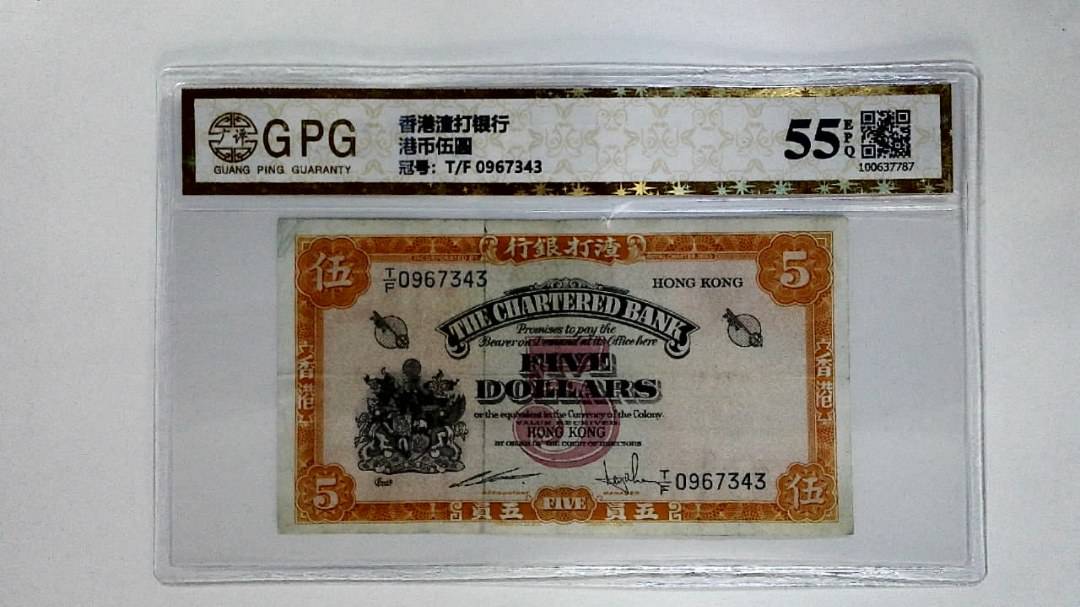 GPG
GUANG PING GUARANTY
香港渣打银行
港币伍圓
冠号: T/F 0967343
55 EPQ
100637787
行銀打渣
伍
5
T/F 0967343
HONG KONG
THE CHARTERED BANK
Promises to pay the
Bearer on Demand at its Office here
FIVE
DOLLARS
or the equivalent in the Currency of the Colony.
VALUE RECEIVED
HONG KONG
BY ORDER OF THE COURT OF DIRECTORS
香港
香港
5
ACCOUNTANT
MANAGER
T/F 0967343
伍
員五
FIVE
員五